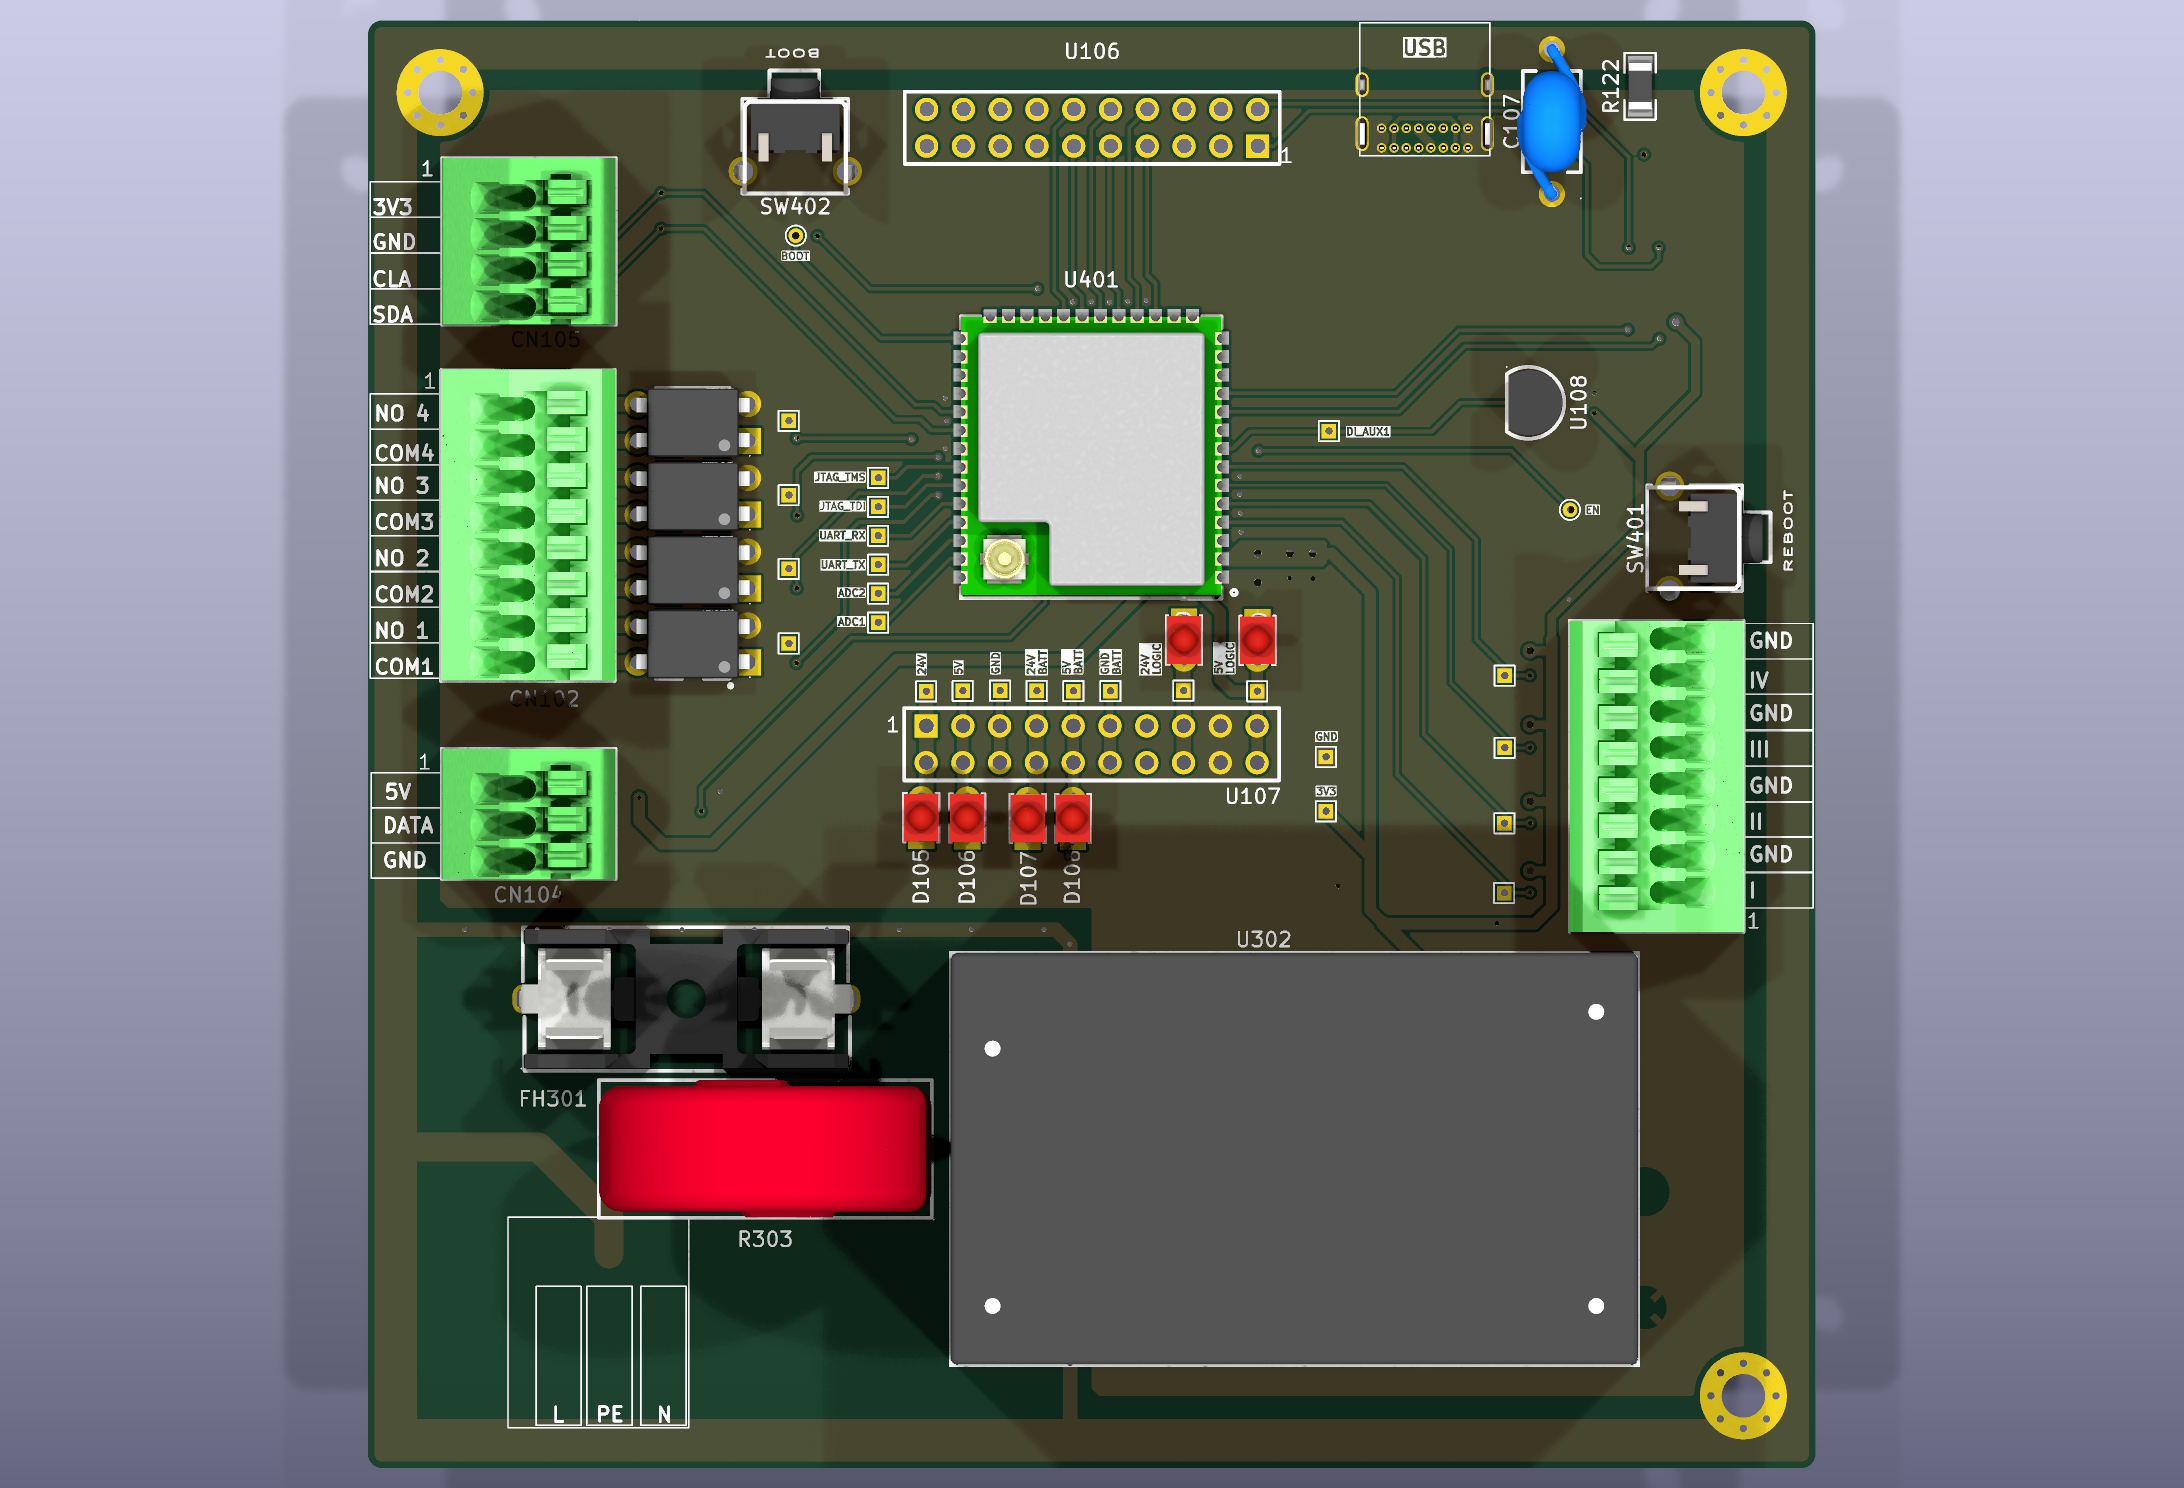 BOOT
U106
USB
C107
R122
1
1
3V3
GND
CLA
SDA
SW402
BOOT
CN105
U401
1
NO 4
COM4
NO 3
COM3
NO 2
COM2
NO 1
COM1
CN102
JTAG_TMS
JTAG_TDI
UART_RX
UART_TX
ADC2
ADC1
DI_AUX1
U108
EN
SW401
REBOOT
24V
5V
GND
24V
BATT
5V
BATT
GND
BATT
24V
LOGIC
5V
LOGIC
1
U107
GND
3V3
GND
IV
GND
III
GND
II
GND
I
1
1
5V
DATA
GND
CN104
D105
D106
D107
D108
U302
FH301
R303
L
PE
N